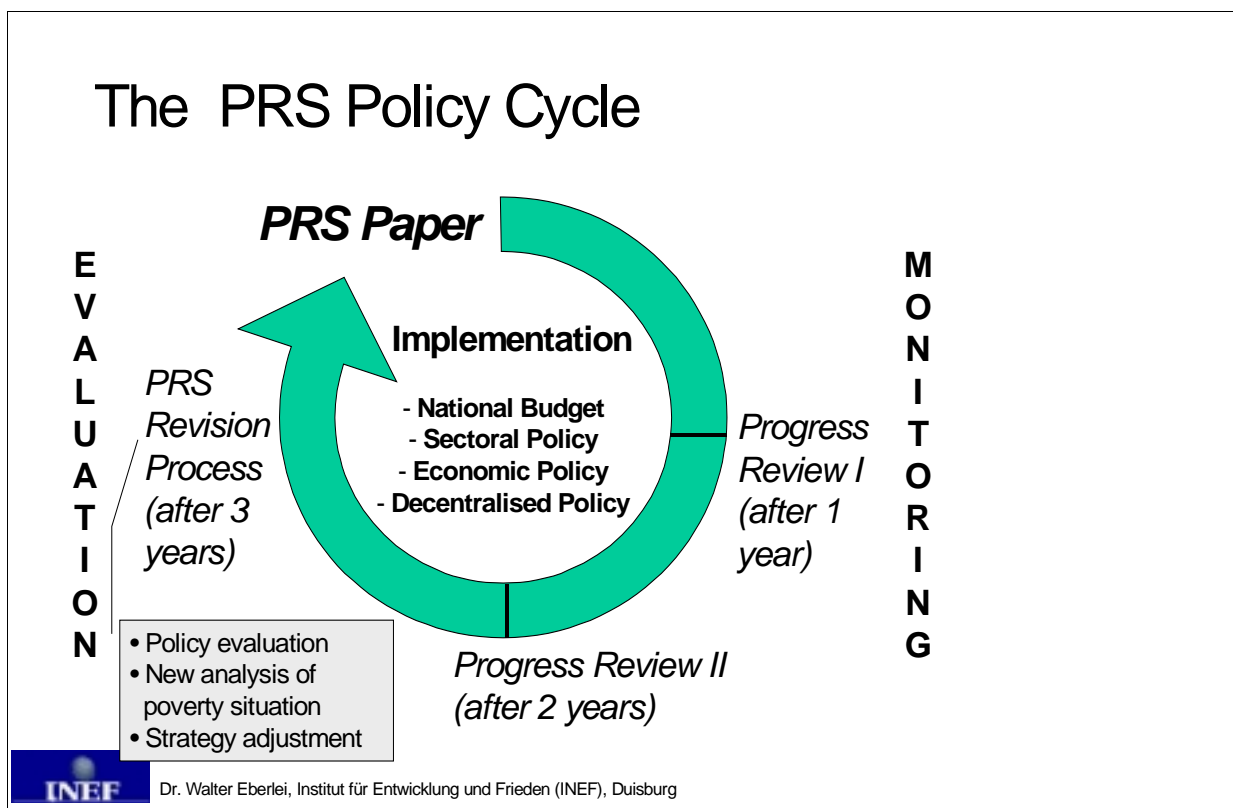 The PRS Policy Cycle
PRS Paper
EVALUATION
MONITORING
Implementation
- National Budget
- Sectoral Policy
- Economic Policy
- Decentralised Policy
PRS
Revision
Process
(after 3
years)
Progress
Review I
(after 1
year)
Progress Review II
(after 2 years)
• Policy evaluation
• New analysis of
poverty situation
• Strategy adjustment
INEF
Dr. Walter Eberlei, Institut für Entwicklung und Frieden (INEF), Duisburg